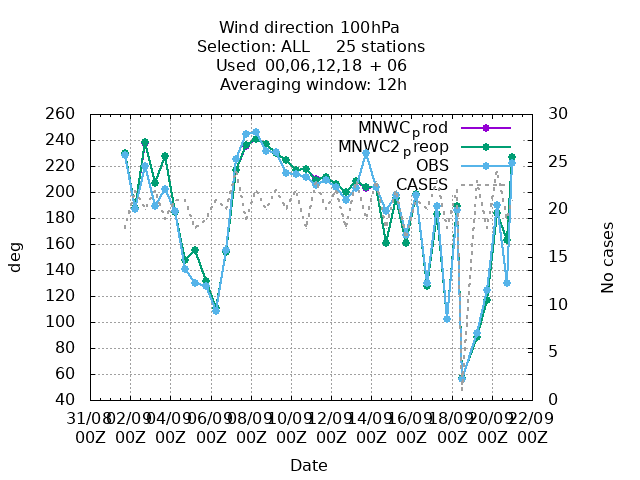 Wind direction 100hPa
Selection: ALL 25 stations
Used 00,06,12,18 + 06
Averaging window: 12h
260
240
220
200
180
160
140
120
100
80
60
40
deg
30
25
20
15
10
5
0
No cases
MNWC_prod
MNWC2_preop
OBS
CASES
31/08 02/09 04/09 06/09 08/09 10/09 12/09 14/09 16/09 18/09 20/09 22/09
00Z 00Z 00Z 00Z 00Z 00Z 00Z 00Z 00Z 00Z 00Z 00Z
Date